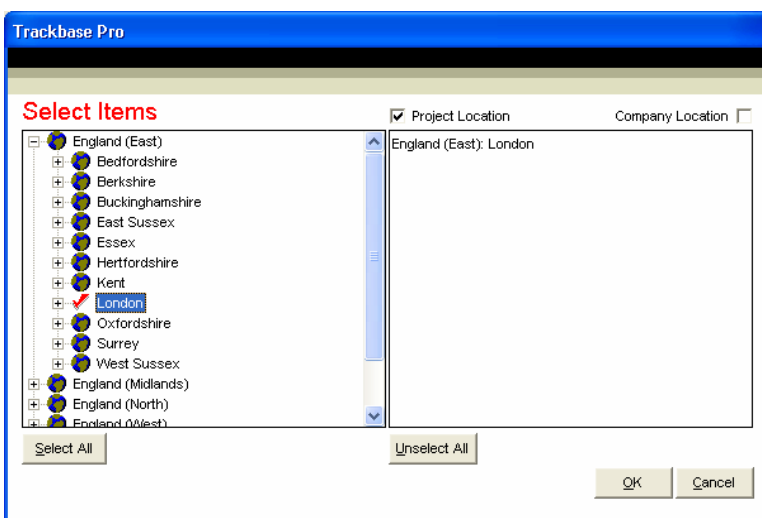 Trackbase Pro
Select Items
Project Location
Company Location
England (East)
Bedfordshire
Berkshire
Buckinghamshire
East Sussex
Essex
Hertfordshire
Kent
London
Oxfordshire
Surrey
West Sussex
England (Midlands)
England (North)
England (West)
England (East): London
Select All
Unselect All
OK
Cancel